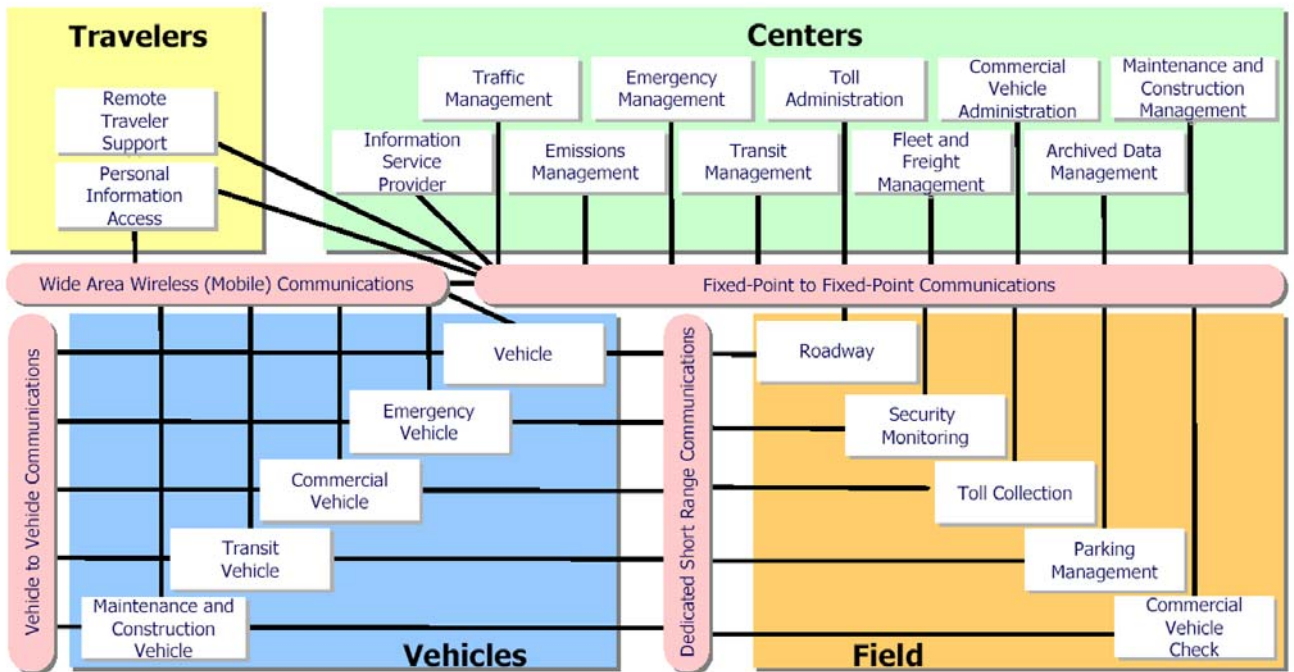 Travelers
Remote
Traveler
Support
Personal
Information
Access
Centers
Traffic
Management
Emergency
Management
Toll
Administration
Commercial
Vehicle
Administration
Maintenance and
Construction
Management
Information
Service
Provider
Emissions
Management
Transit
Management
Fleet and
Freight
Management
Archived Data
Management
Wide Area Wireless (Mobile) Communications
Fixed-Point to Fixed-Point Communications
Vehicle to Vehicle Communications
Vehicle
Emergency
Vehicle
Commercial
Vehicle
Transit
Vehicle
Maintenance and
Construction
Vehicle
Vehicles
Dedicated Short Range Communications
Roadway
Security
Monitoring
Toll Collection
Parking
Management
Commercial
Vehicle
Check
Field